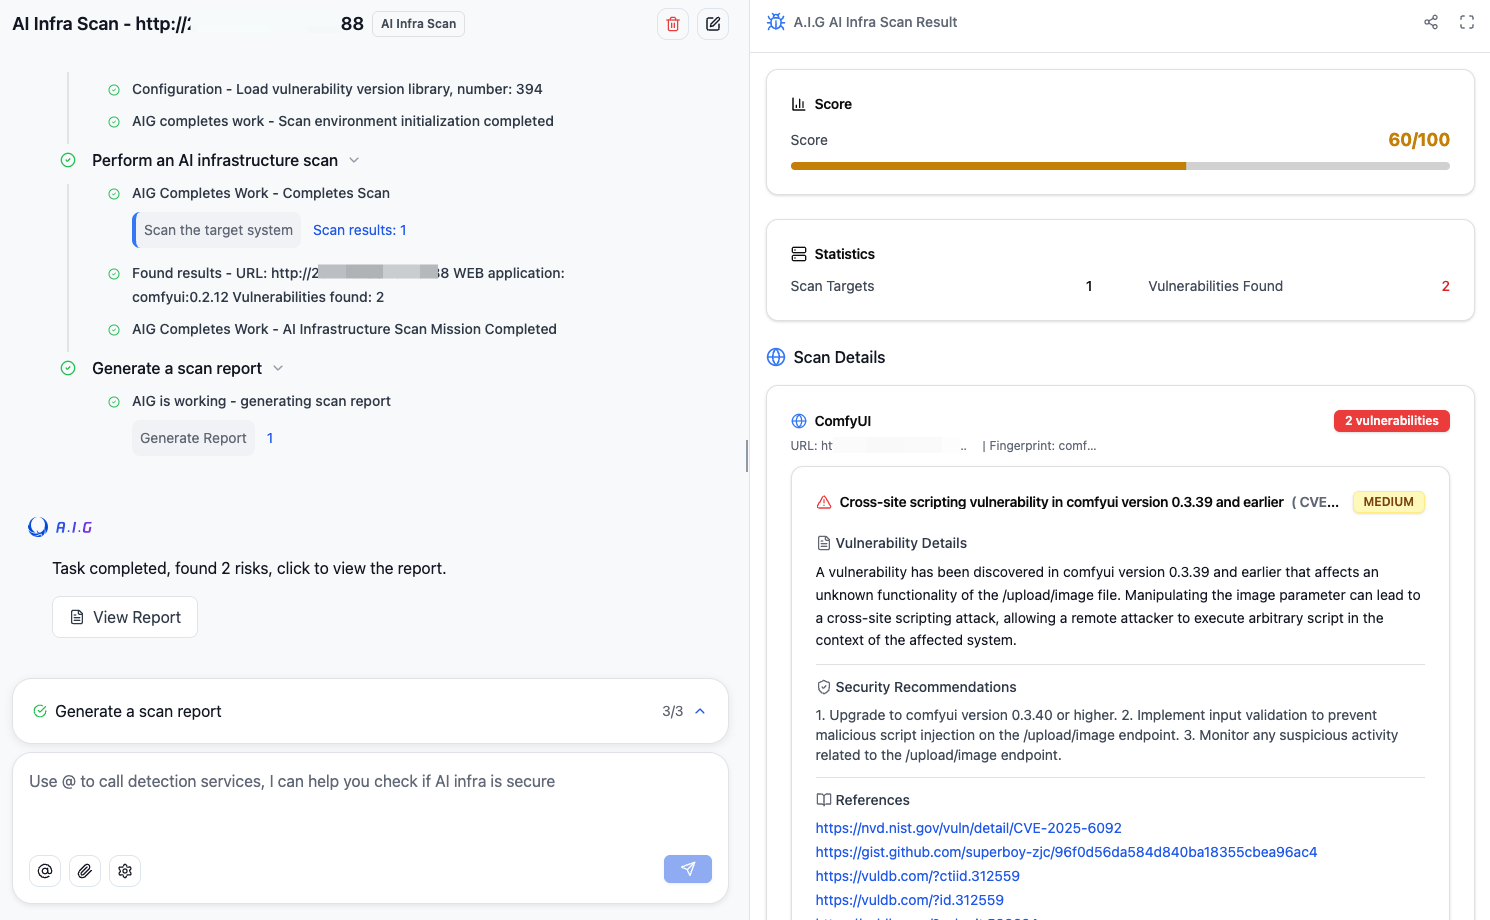 AI Infra Scan - http://2
88
AI Infra Scan
Configuration - Load vulnerability version library, number: 394
AIG completes work - Scan environment initialization completed
Perform an AI infrastructure scan
AIG Completes Work - Completes Scan
Scan the target system
Scan results: 1
Found results - URL: http://2 38 WEB application:
comfyui:0.2.12 Vulnerabilities found: 2
AIG Completes Work - AI Infrastructure Scan Mission Completed
Generate a scan report
AIG is working - generating scan report
Generate Report
1
A.I.G
Task completed, found 2 risks, click to view the report.
View Report
Generate a scan report
3/3
Use @ to call detection services, I can help you check if AI infra is secure
A.I.G AI Infra Scan Result
Score
Score
60/100
Statistics
Scan Targets
1
Vulnerabilities Found
2
Scan Details
ComfyUI
2 vulnerabilities
URL: ht .. | Fingerprint: comf...
Cross-site scripting vulnerability in comfyui version 0.3.39 and earlier ( CVE...
MEDIUM
Vulnerability Details
A vulnerability has been discovered in comfyui version 0.3.39 and earlier that affects an
unknown functionality of the /upload/image file. Manipulating the image parameter can lead to
a cross-site scripting attack, allowing a remote attacker to execute arbitrary script in the
context of the affected system.
Security Recommendations
1. Upgrade to comfyui version 0.3.40 or higher. 2. Implement input validation to prevent
malicious script injection on the /upload/image endpoint. 3. Monitor any suspicious activity
related to the /upload/image endpoint.
References
https://nvd.nist.gov/vuln/detail/CVE-2025-6092
https://gist.github.com/superboy-zjc/96f0d56da584d840ba18355cbea96ac4
https://vuldb.com/?ctiid.312559
https://vuldb.com/?id.312559